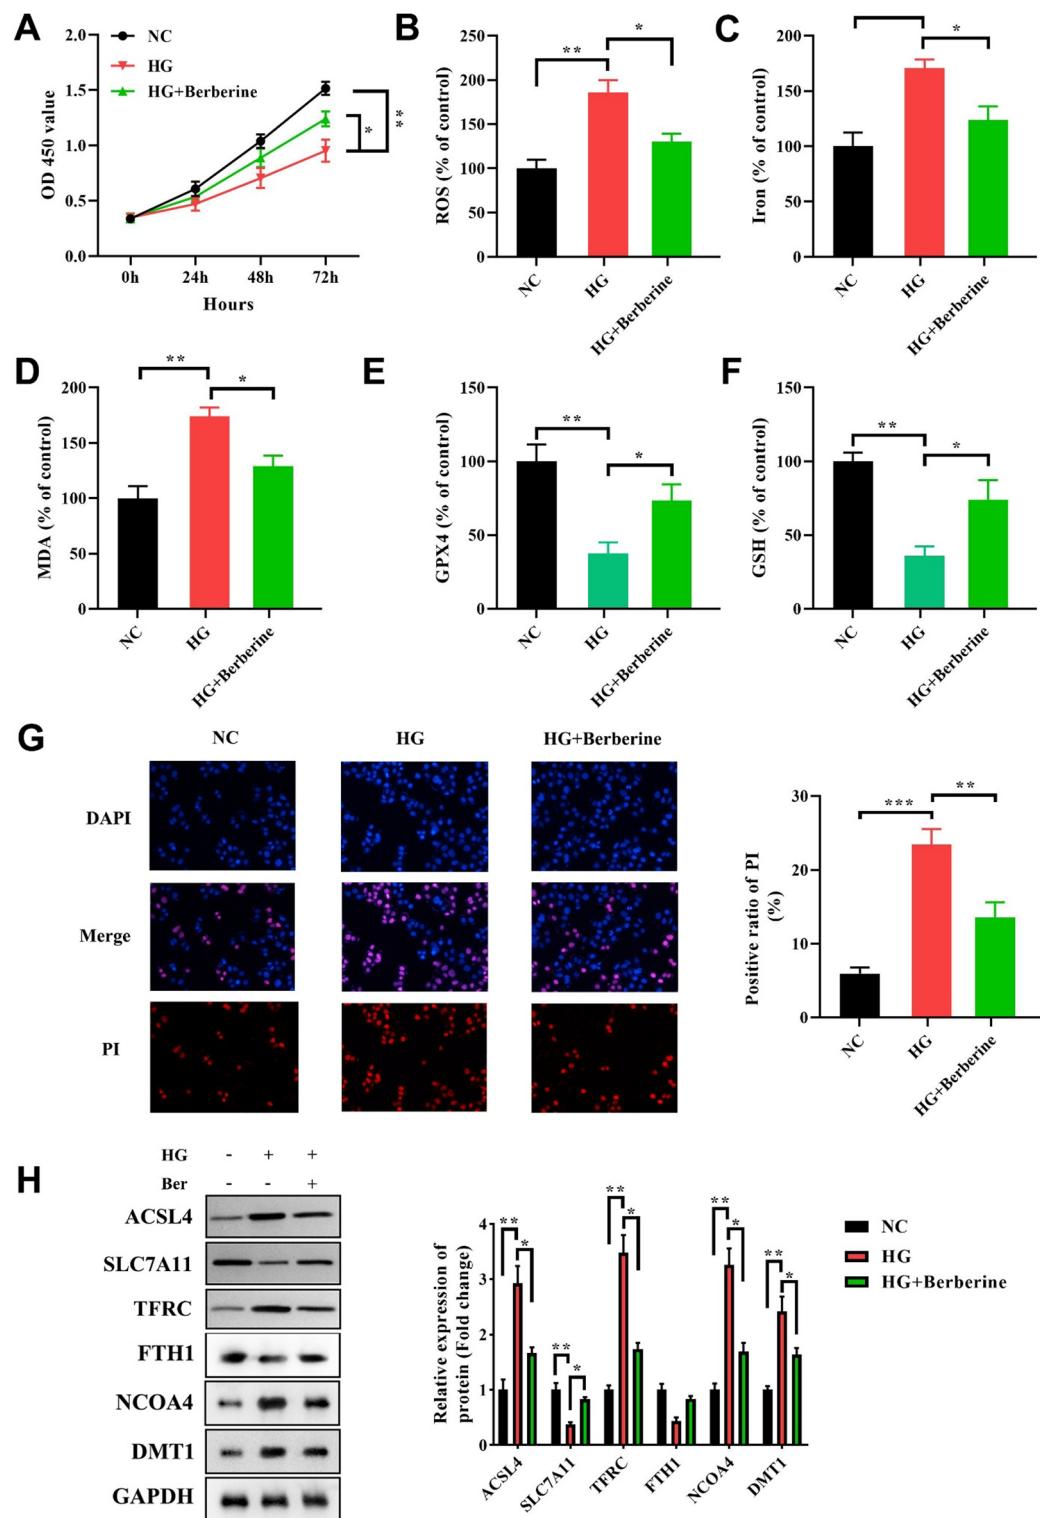 A
2.0
1.5
1.0
0.5
0.0
OD 450 value
0h 24h 48h 72h
Hours
NC
HG
HG+Berberine
*
**
B
250
200
150
100
50
0
ROS (% of control)
**
*
NC
HG
HG+Berberine
C
200
150
100
50
0
Iron (% of control)
*
NC
HG
HG+Berberine
D
200
150
100
50
0
MDA (% of control)
**
*
NC
HG
HG+Berberine
E
150
100
50
0
GPX4 (% of control)
**
*
NC
HG
HG+Berberine
F
150
100
50
0
GSH (% of control)
**
*
NC
HG
HG+Berberine
G
NC HG HG+Berberine
DAPI
Merge
PI
30
20
10
0
Positive ratio of PI
(%)
***
**
NC
HG
HG+Berberine
H
HG - + +
Ber - - +
ACSL4
SLC7A11
TFRC
FTH1
NCOA4
DMT1
GAPDH
4
3
2
1
0
Relative expression of
protein (Fold change)
** *
** *
** *
** *
** *
ACSL4
SLC7A11
TFRC
FTH1
NCOA4
DMT1
NC
HG
HG+Berberine